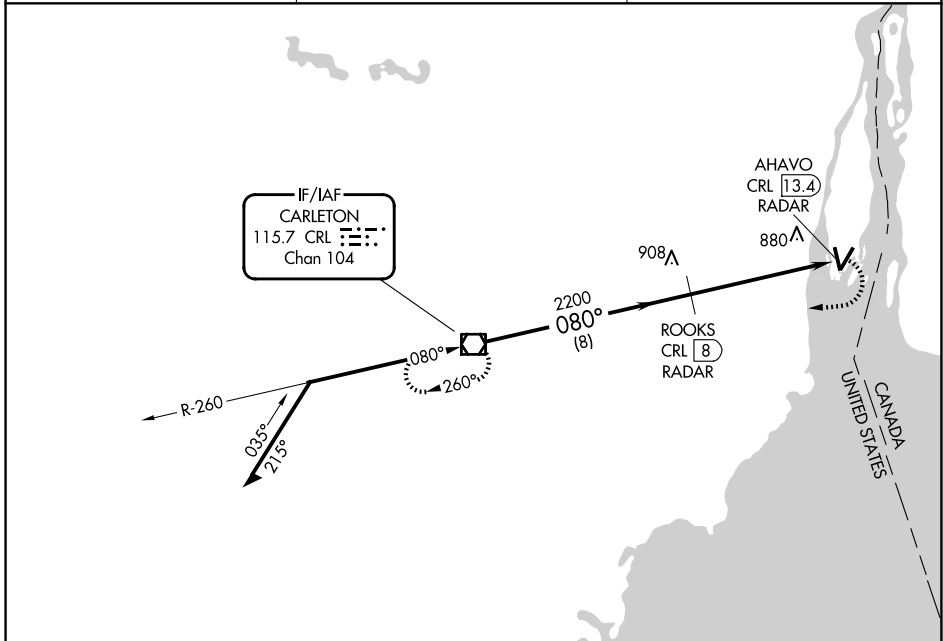 AHAVO
CRL 13.4
RADAR
IF/IAF
CARLETON
115.7 CRL
Chan 104
908
880
2200
080°
(8)
ROOKS
CRL 8
RADAR
080°
260°
R-260
035°
215°
CANADA
UNITED STATES